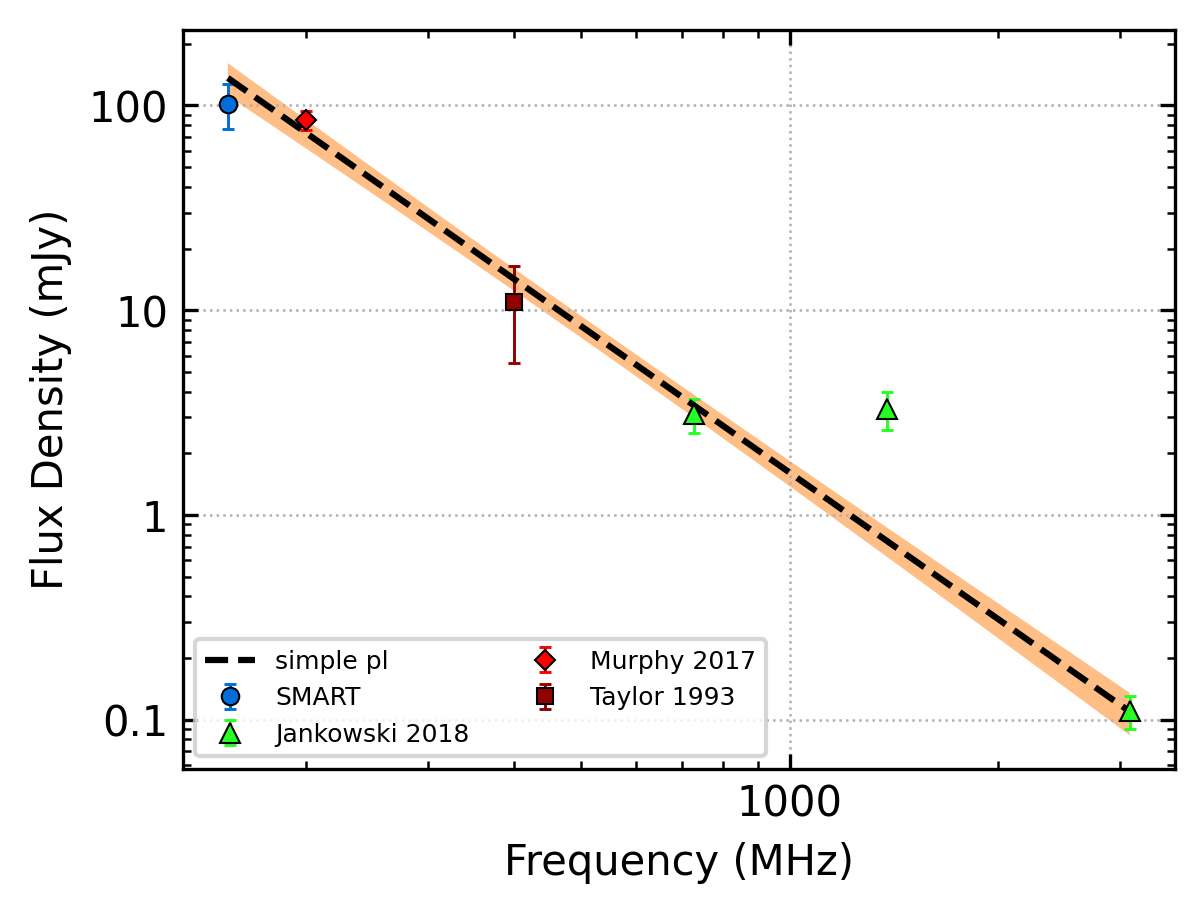 100
10
1
0.1
Flux Density (mJy)
simple pl
SMART
Jankowski 2018
Murphy 2017
Taylor 1993
1000
Frequency (MHz)